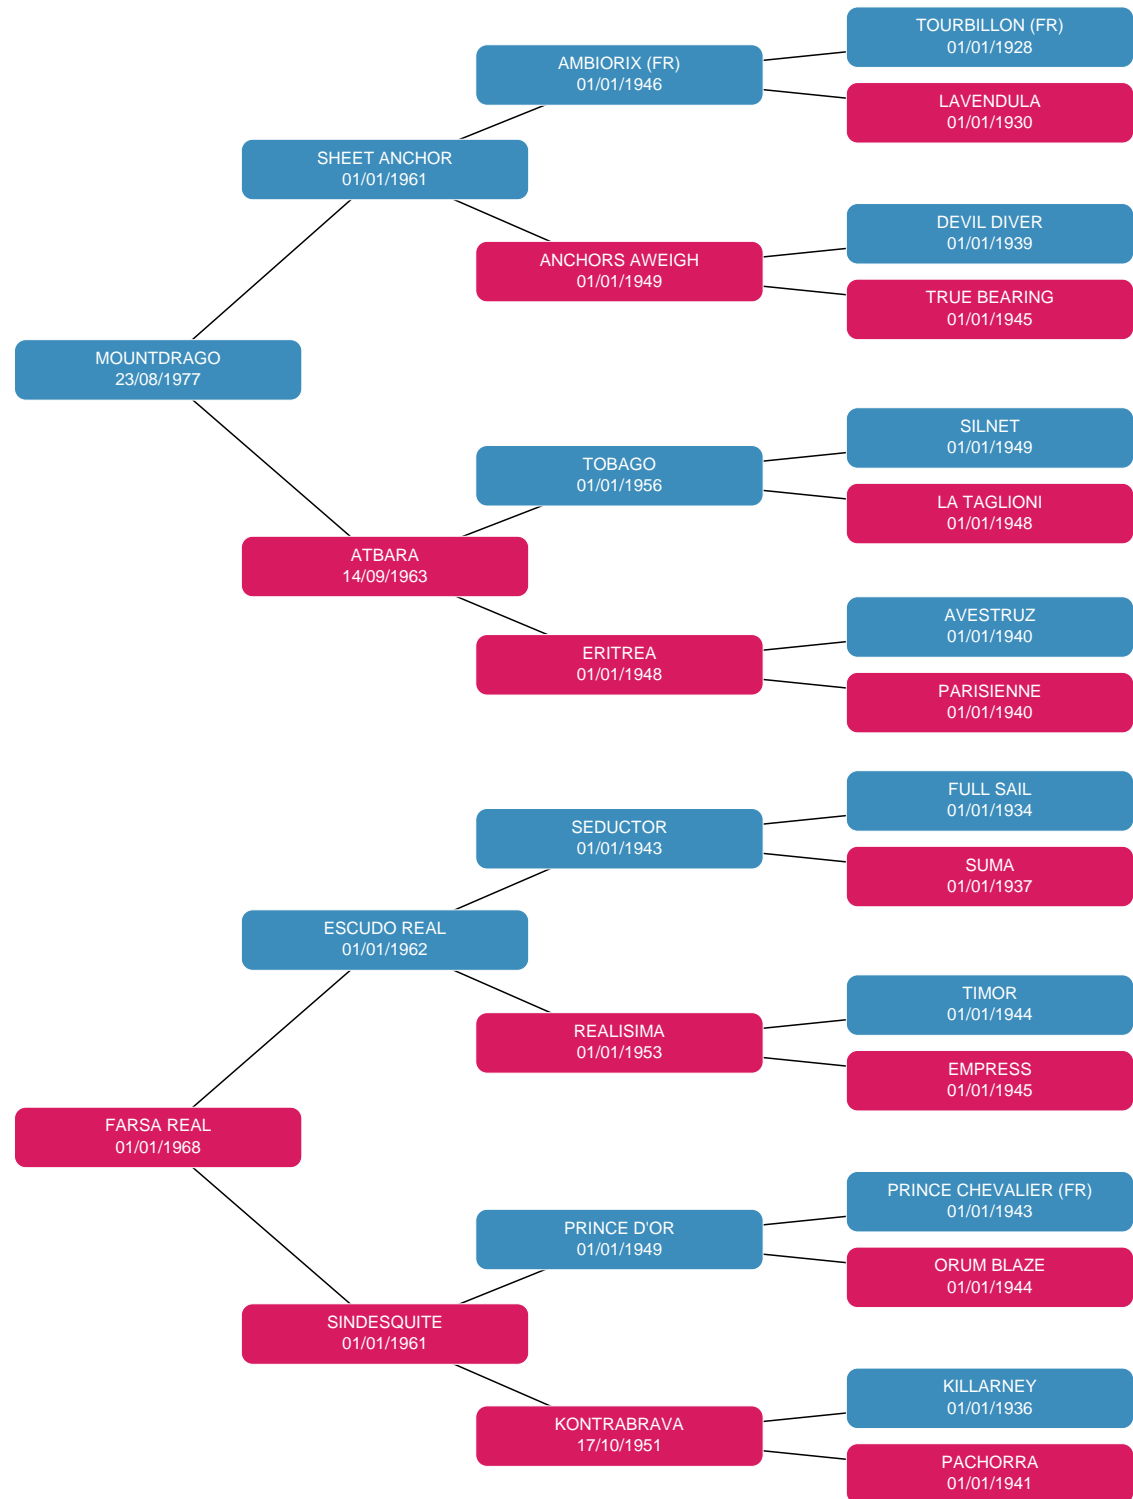 TOURBILLON (FR)
01/01/1928
AMBIORIX (FR)
01/01/1946
LAVENDULA
01/01/1930
SHEET ANCHOR
01/01/1961
DEVIL DIVER
01/01/1939
ANCHORS AWEIGH
01/01/1949
TRUE BEARING
01/01/1945
MOUNTDRAGO
23/08/1977
SILNET
01/01/1949
TOBAGO
01/01/1956
LA TAGLIONI
01/01/1948
ATBARA
14/09/1963
AVESTRUZ
01/01/1940
ERITREA
01/01/1948
PARISIENNE
01/01/1940
FULL SAIL
01/01/1934
SEDUCTOR
01/01/1943
SUMA
01/01/1937
ESCUDO REAL
01/01/1962
TIMOR
01/01/1944
REALISIMA
01/01/1953
EMPRESS
01/01/1945
FARSA REAL
01/01/1968
PRINCE CHEVALIER (FR)
01/01/1943
PRINCE D'OR
01/01/1949
ORUM BLAZE
01/01/1944
SINDESQUITE
01/01/1961
KILLARNEY
01/01/1936
KONTRABRAVA
17/10/1951
PACHORRA
01/01/1941